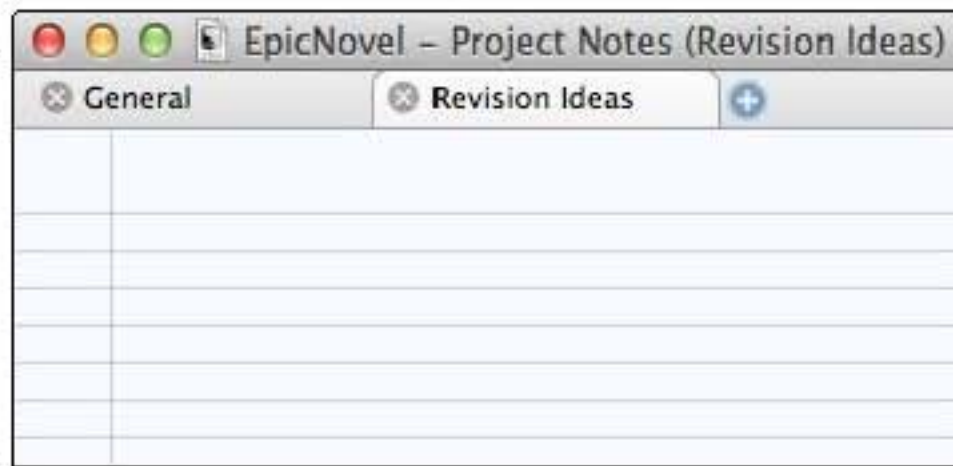 EpicNovel – Project Notes (Revision Ideas)
General Revision Ideas